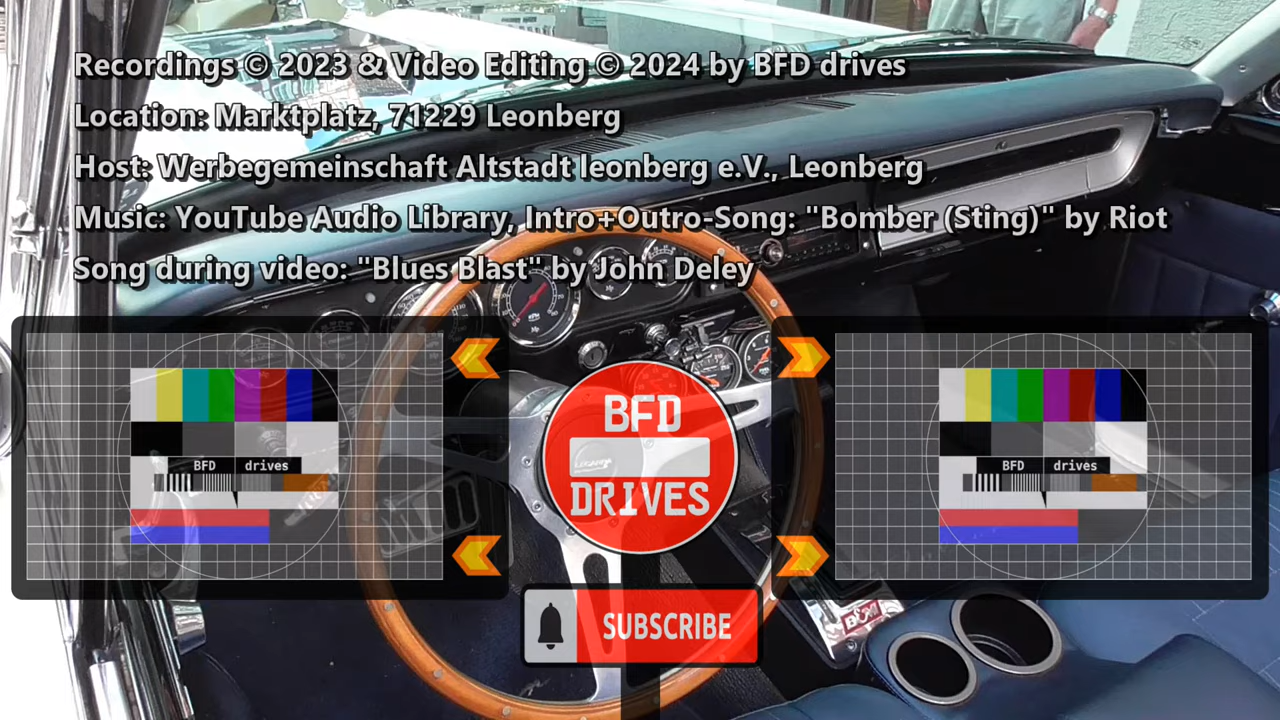 Recordings © 2023 & Video Editing © 2024 by BFD drives
Location: Marktplatz, 71229 Leonberg
Host: Werbegemeinschaft Altstadt leonberg e.V., Leonberg
Music: YouTube Audio Library, Intro+Outro-Song: "Bomber (Sting)" by Riot
Song during video: "Blues Blast" by John Deley
BFD drives
BFD
DRIVES
BFD drives
SUBSCRIBE
B&M